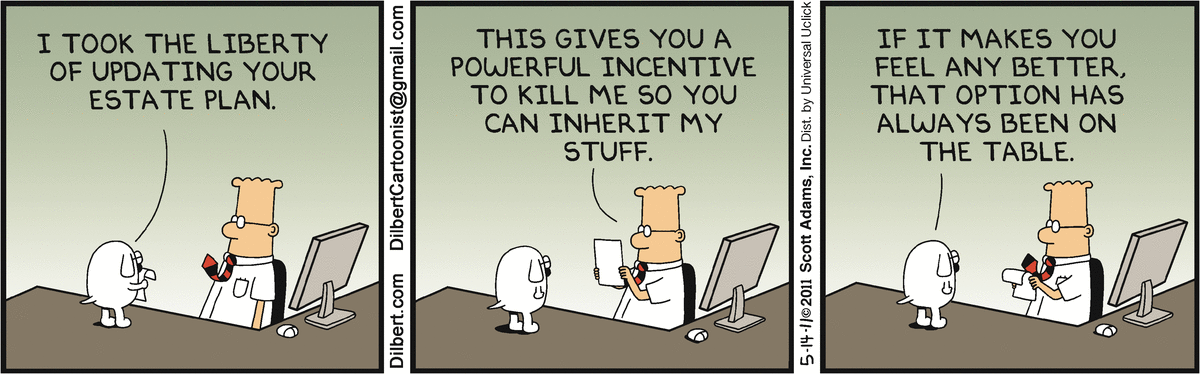 I TOOK THE LIBERTY
OF UPDATING YOUR
ESTATE PLAN.
Dilbert.com DilbertCartoonist@gmail.com
THIS GIVES YOU A
POWERFUL INCENTIVE
TO KILL ME SO YOU
CAN INHERIT MY
STUFF.
5-14-11 ©2011 Scott Adams, Inc. Dist. by Universal Uclick
IF IT MAKES YOU
FEEL ANY BETTER,
THAT OPTION HAS
ALWAYS BEEN ON
THE TABLE.